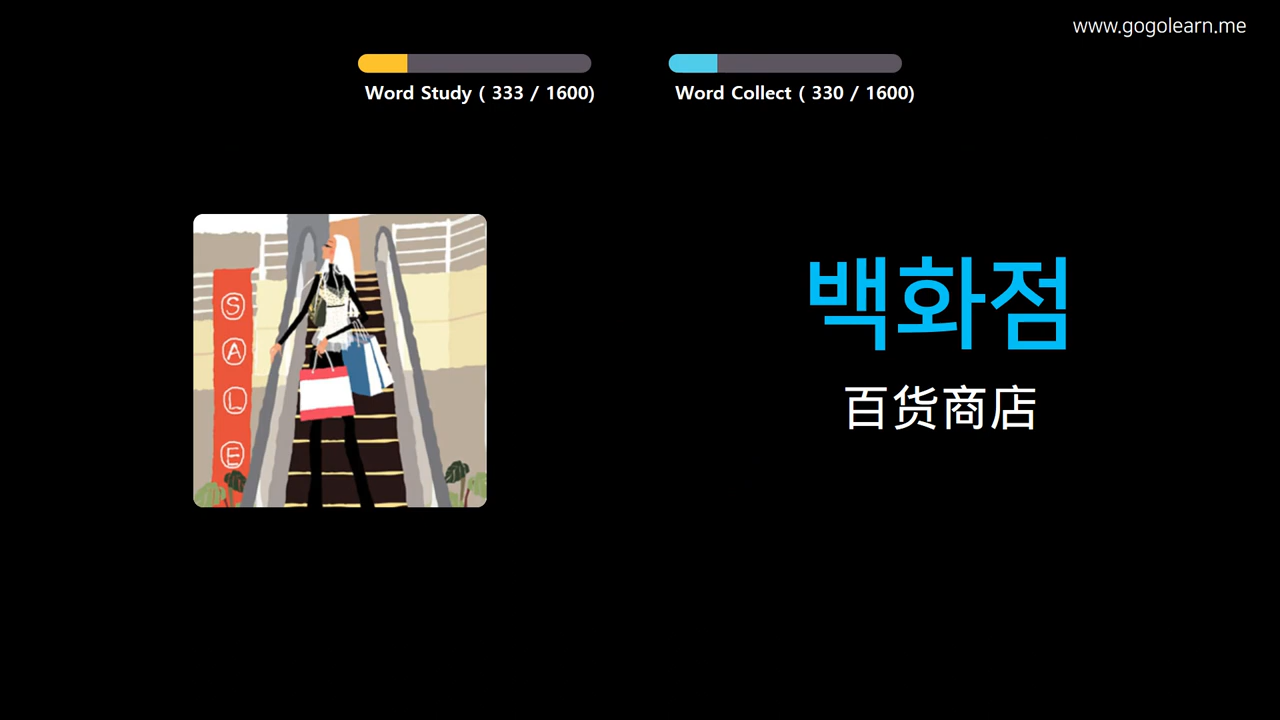 www.gogolearn.me
Word Study ( 333 / 1600)
Word Collect ( 330 / 1600)
SALE
백화점
百货商店